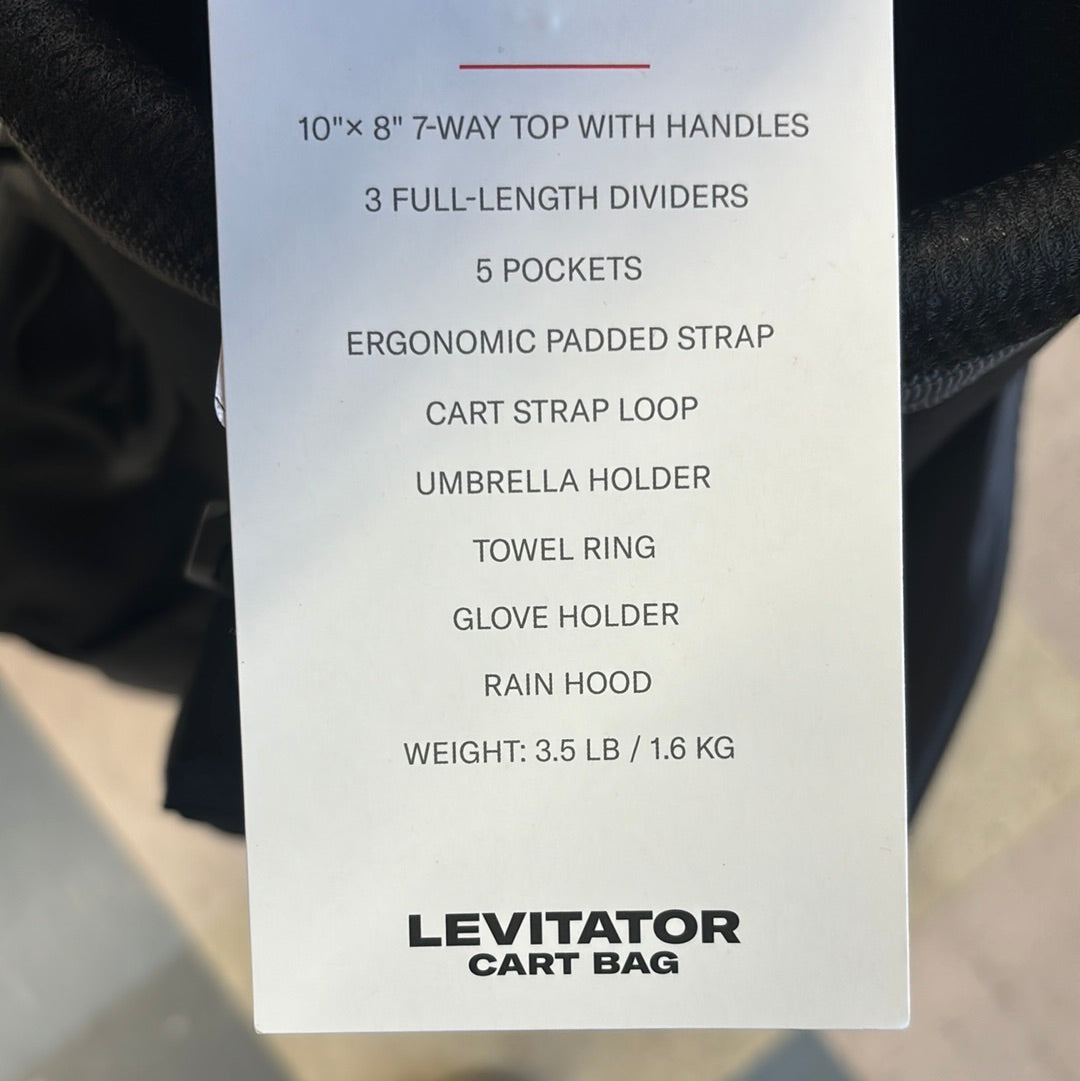 10"× 8" 7-WAY TOP WITH HANDLES
3 FULL-LENGTH DIVIDERS
5 POCKETS
ERGONOMIC PADDED STRAP
CART STRAP LOOP
UMBRELLA HOLDER
TOWEL RING
GLOVE HOLDER
RAIN HOOD
WEIGHT: 3.5 LB / 1.6 KG
LEVITATOR
CART BAG